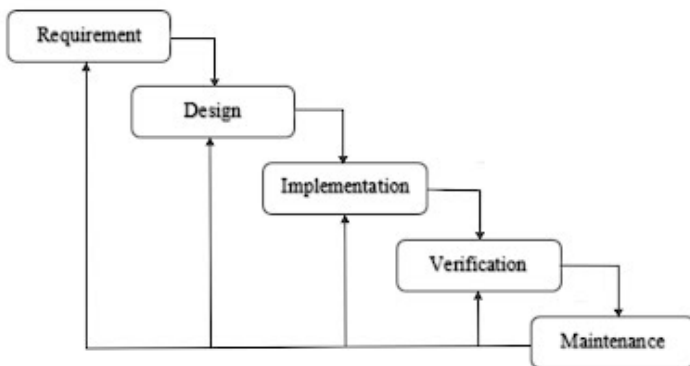 Requirement
Design
Implementation
Verification
Maintenance